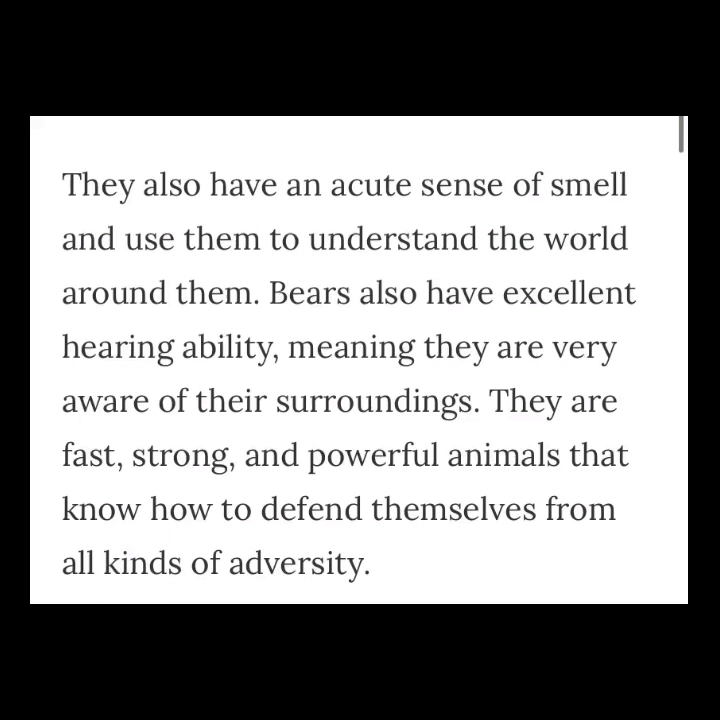 They also have an acute sense of smell
and use them to understand the world
around them. Bears also have excellent
hearing ability, meaning they are very
aware of their surroundings. They are
fast, strong, and powerful animals that
know how to defend themselves from
all kinds of adversity.